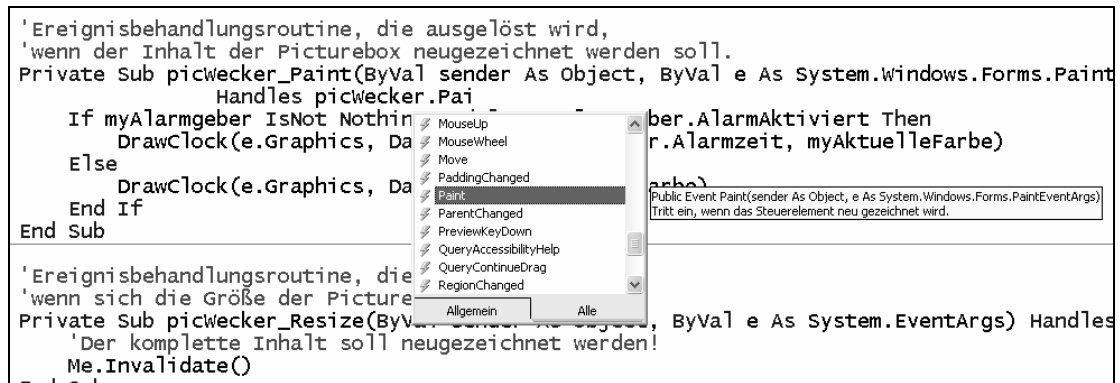 'Ereignisbehandlungsroutine, die ausgelöst wird,
'wenn der Inhalt der Picturebox neugezeichnet werden soll.
Private Sub picWecker_Paint(ByVal sender As Object, ByVal e As System.Windows.Forms.Paint
Handles picWecker.Pai
If myAlarmgeber IsNot Nothin ber.AlarmAktiviert Then
DrawClock(e.Graphics, Da r.Alarmzeit, myAktuelleFarbe)
Else
DrawClock(e.Graphics, Da
End If
End Sub
MouseUp
MouseWheel
Move
PaddingChanged
Paint
ParentChanged
PreviewKeyDown
QueryAccessibilityHelp
QueryContinueDrag
RegionChanged
Allgemein Alle
Public Event Paint(sender As Object, e As System.Windows.Forms.PaintEventArgs)
Tritt ein, wenn das Steuerelement neu gezeichnet wird.
'Ereignisbehandlungsroutine, die
'wenn sich die Größe der Picture
Private Sub picWecker_Resize(ByVal sender As Object, ByVal e As System.EventArgs) Handles
'Der komplette Inhalt soll neugezeichnet werden!
Me.Invalidate()